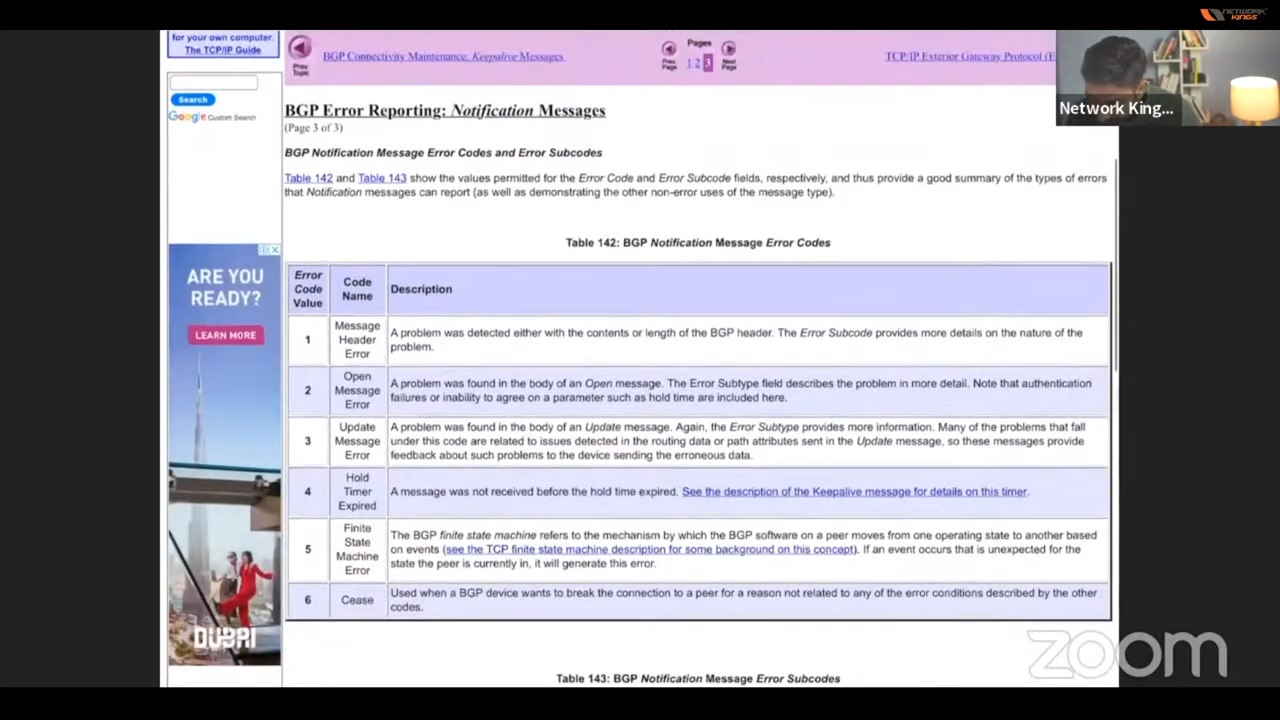 NETWORK
KINGS
for your own computer.
The TCP/IP Guide
Search
Google Custom Search
Prev
Topic
BGP Connectivity Maintenance: Keepalive Messages
Prev
Page
Pages
1 2 3
Next
Page
TCP/IP Exterior Gateway Protocol (E
Network King...
BGP Error Reporting: Notification Messages
(Page 3 of 3)
BGP Notification Message Error Codes and Error Subcodes
Table 142 and Table 143 show the values permitted for the Error Code and Error Subcode fields, respectively, and thus provide a good summary of the types of errors
that Notification messages can report (as well as demonstrating the other non-error uses of the message type).
Table 142: BGP Notification Message Error Codes
Error
Code
Value
Code
Name
Description
1
Message
Header
Error
A problem was detected either with the contents or length of the BGP header. The Error Subcode provides more details on the nature of the
problem.
2
Open
Message
Error
A problem was found in the body of an Open message. The Error Subtype field describes the problem in more detail. Note that authentication
failures or inability to agree on a parameter such as hold time are included here.
3
Update
Message
Error
A problem was found in the body of an Update message. Again, the Error Subtype provides more information. Many of the problems that fall
under this code are related to issues detected in the routing data or path attributes sent in the Update message, so these messages provide
feedback about such problems to the device sending the erroneous data.
4
Hold
Timer
Expired
A message was not received before the hold time expired. See the description of the Keepalive message for details on this timer.
5
Finite
State
Machine
Error
The BGP finite state machine refers to the mechanism by which the BGP software on a peer moves from one operating state to another based
on events (see the TCP finite state machine description for some background on this concept). If an event occurs that is unexpected for the
state the peer is currently in, it will generate this error.
6
Cease
Used when a BGP device wants to break the connection to a peer for a reason not related to any of the error conditions described by the other
codes.
Table 143: BGP Notification Message Error Subcodes
ARE YOU
READY?
LEARN MORE
DUBAI
zoom